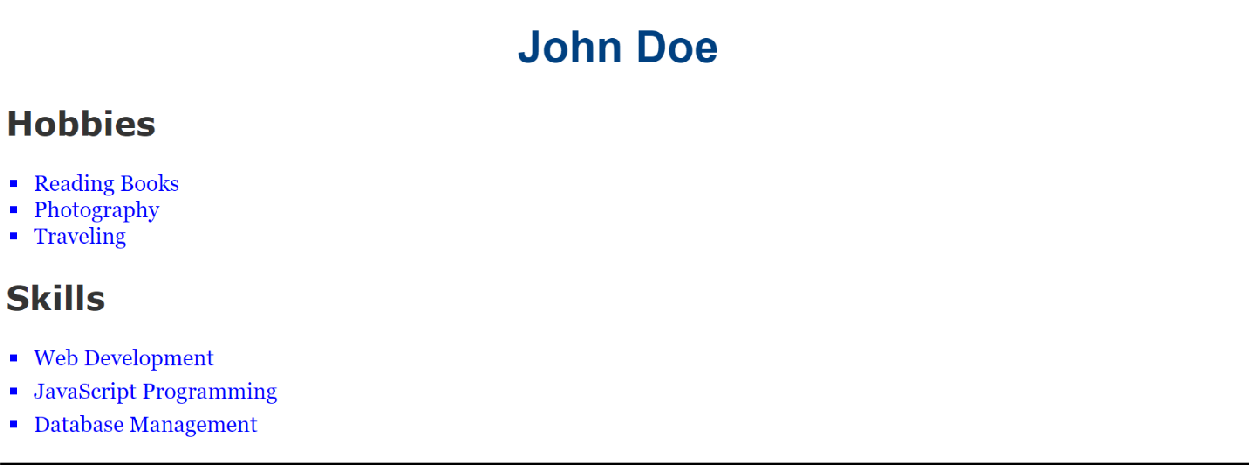 John Doe
Hobbies
Reading Books
Photography
Traveling
Skills
Web Development
JavaScript Programming
Database Management